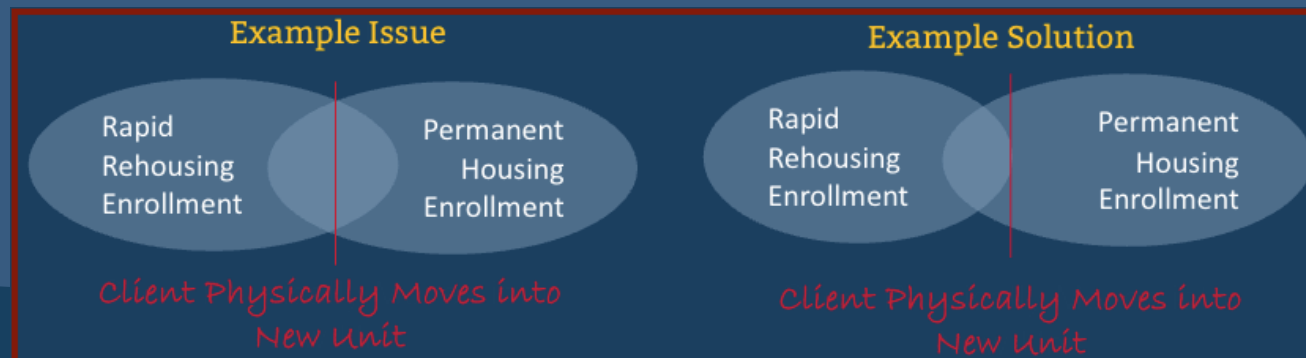 Example Issue
Rapid
Rehousing
Enrollment
Permanent
Housing
Enrollment
Client Physically Moves into
New Unit
Example Solution
Rapid
Rehousing
Enrollment
Permanent
Housing
Enrollment
Client Physically Moves into
New Unit